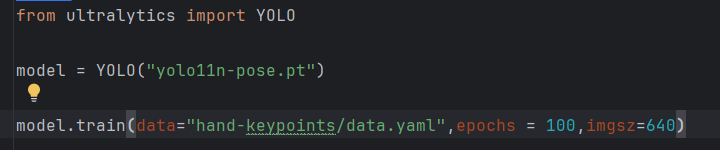 from ultralytics import YOLO
model = YOLO("yolo11n-pose.pt")
model.train(data="hand-keypoints/data.yaml",epochs = 100,imgsz=640)